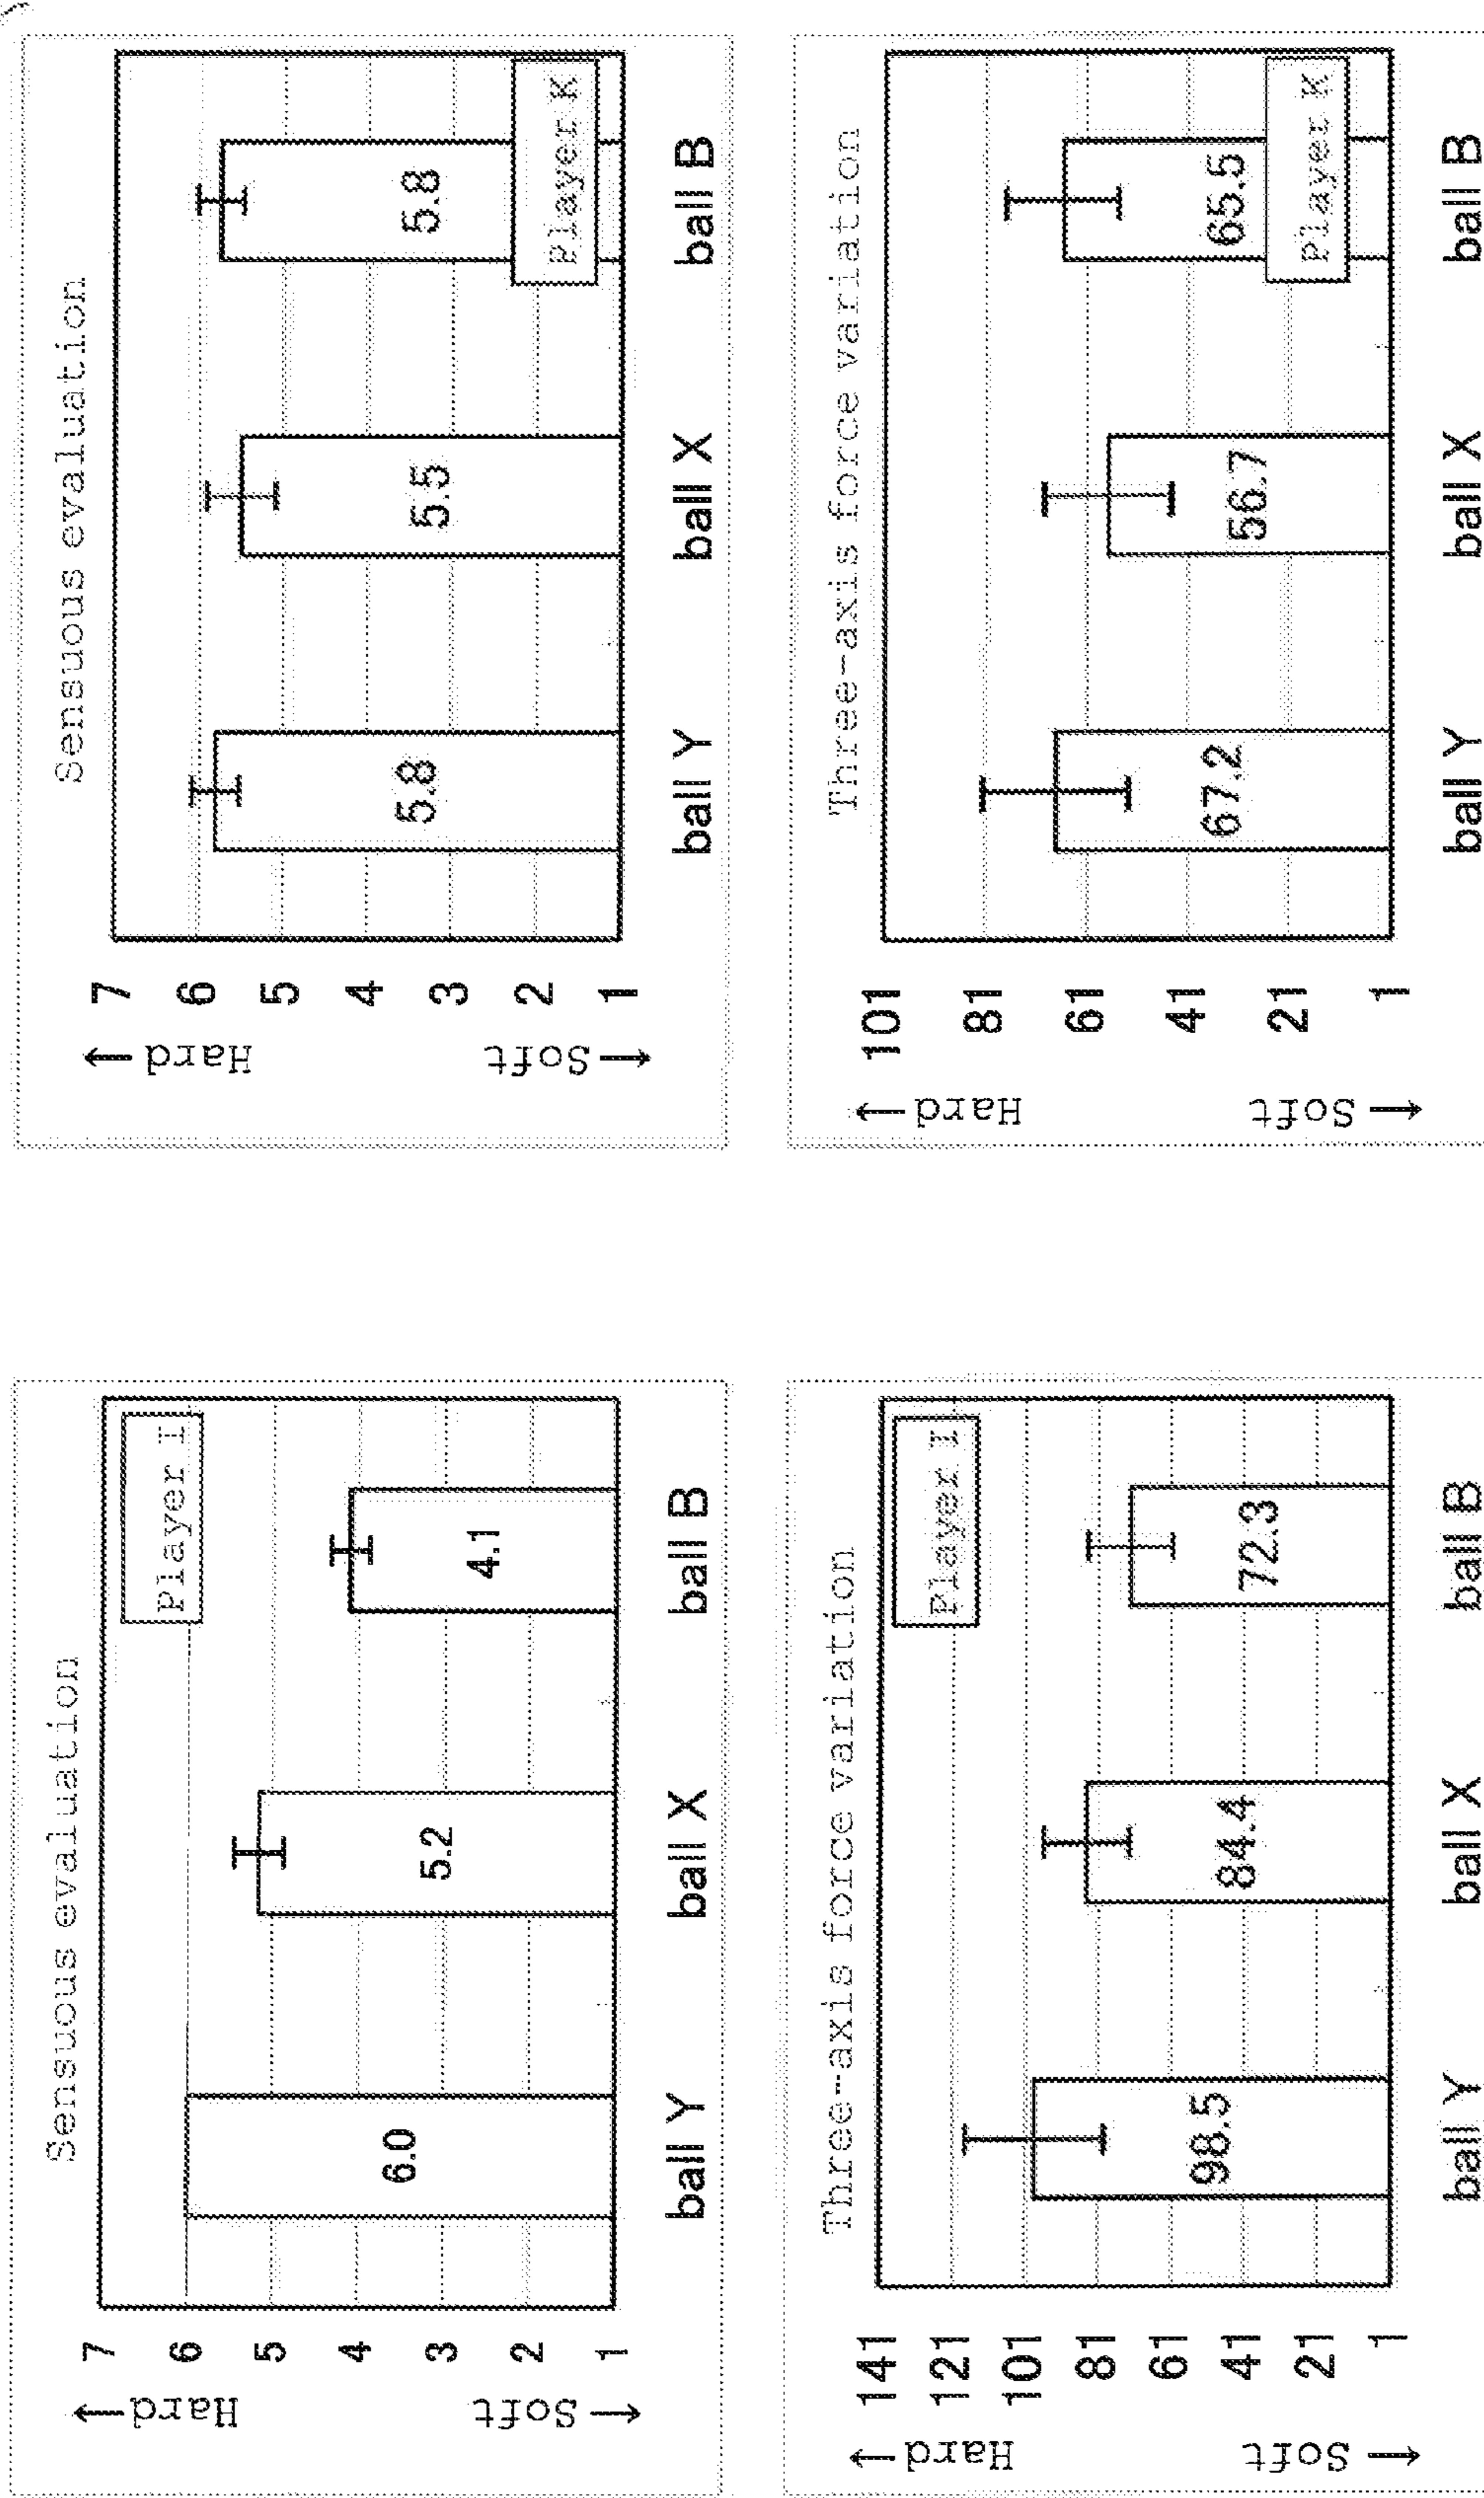 Sensuous evaluation
Player I
Hard
Soft
7
6
5
4
3
2
1
6.0
5.2
4.1
ball Y
ball X
ball B
Three-axis force variation
Player I
Hard
Soft
141
121
101
81
61
41
21
1
98.5
84.4
72.3
ball Y
ball X
ball B
Sensuous evaluation
Hard
Soft
7
6
5
4
3
2
1
5.8
5.5
5.8
Player K
ball Y
ball X
ball B
Three-axis force variation
Hard
Soft
101
81
61
41
21
1
67.2
56.7
65.5
Player K
ball Y
ball X
ball B